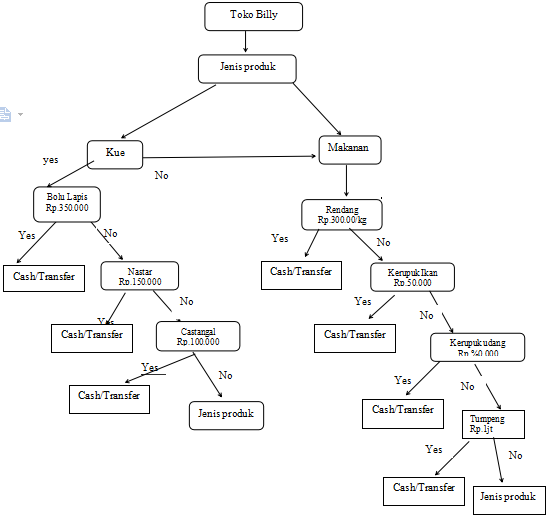 Toko Billy
Jenis produk
Kue
Makanan
yes
No
Bolu Lapis
Rp.350.000
Rendang
Rp.300.00/kg
Yes
No
Yes
No
Cash/Transfer
Nastar
Rp.150.000
Cash/Transfer
Kerupuk Ikan
Rp.50.000
Yes
No
Yes
No
Cash/Transfer
Castangal
Rp.100.000
Cash/Transfer
Kerupuk udang
Yes
No
Yes
No
Cash/Transfer
Jenis produk
Cash/Transfer
Tumpeng
Rp.1jt
Yes
No
Cash/Transfer
Jenis produk